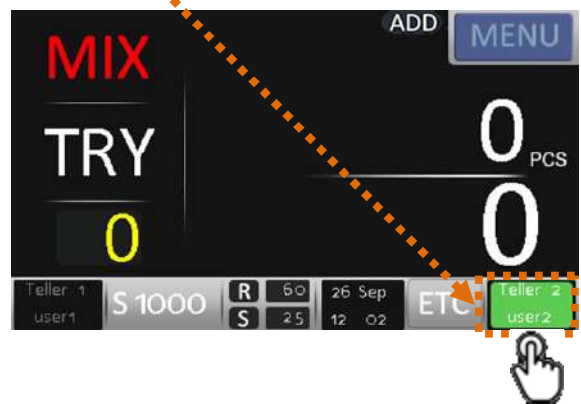 MIX
ADD
MENU
TRY
0 PCS
0
0
Teller 1
user1
S 1000
R 60
S 25
26 Sep
12 02
ETC
Teller 2
user2